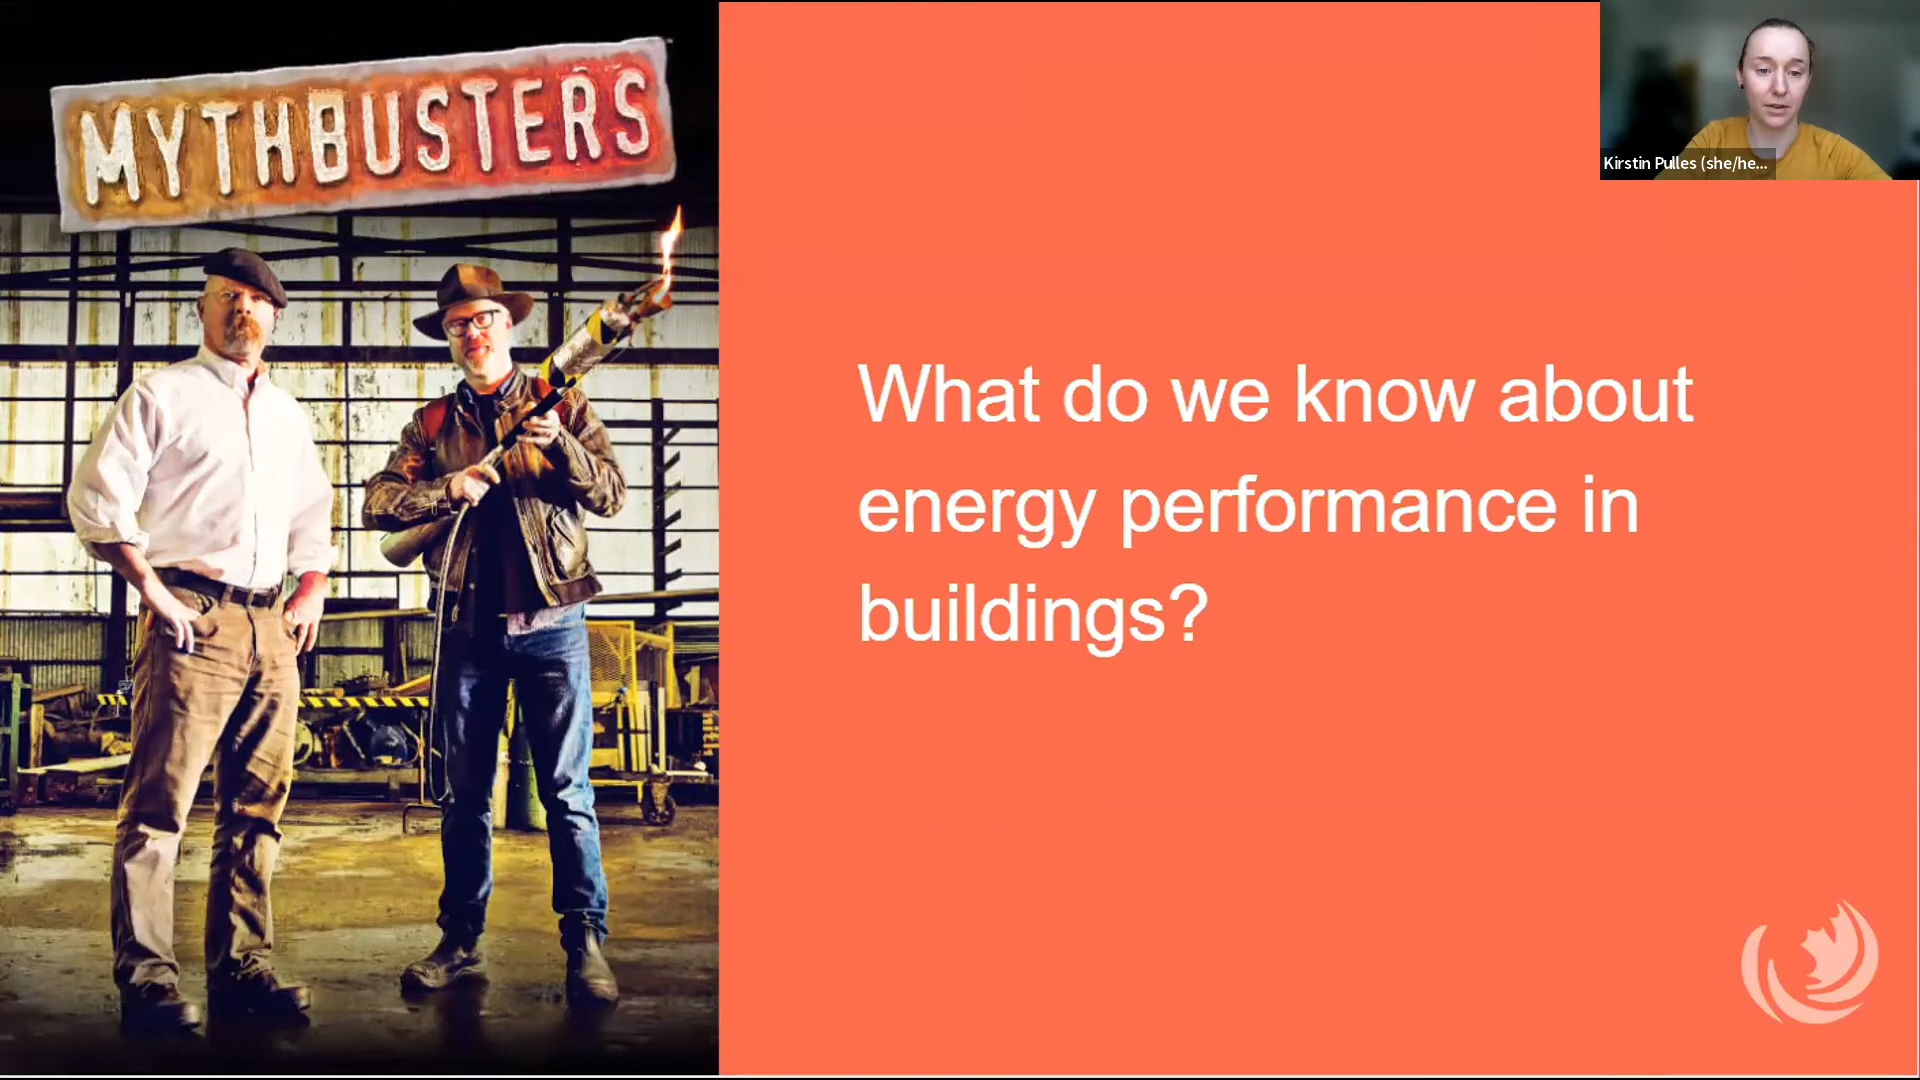 MYTHBUSTERS
Kirstin Pulles (she/he...
What do we know about
energy performance in
buildings?